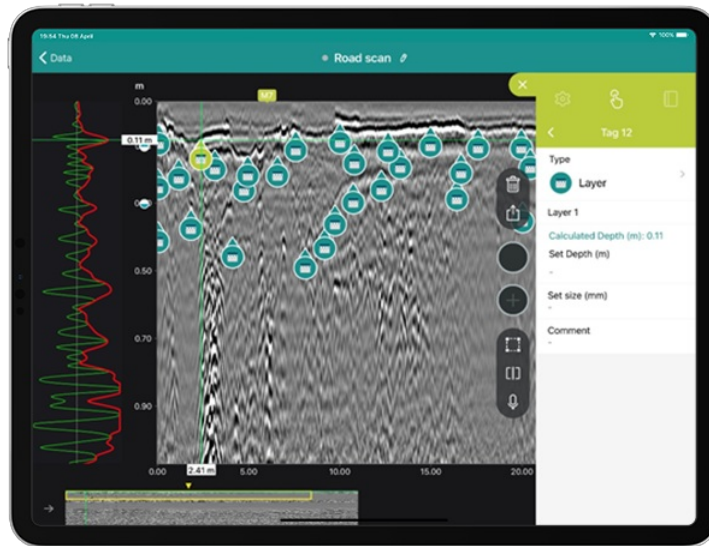 19:54 Thu 08 April
100%
Data
Road scan
m
M7
Tag 12
0.00
0.11 m
0.50
0.70
0.90
Type
Layer
Layer 1
Calculated Depth (m): 0.11
Set Depth (m)
-
Set size (mm)
-
Comment
-
0.00
2.41 m
5.00
10.00
15.00
20.00